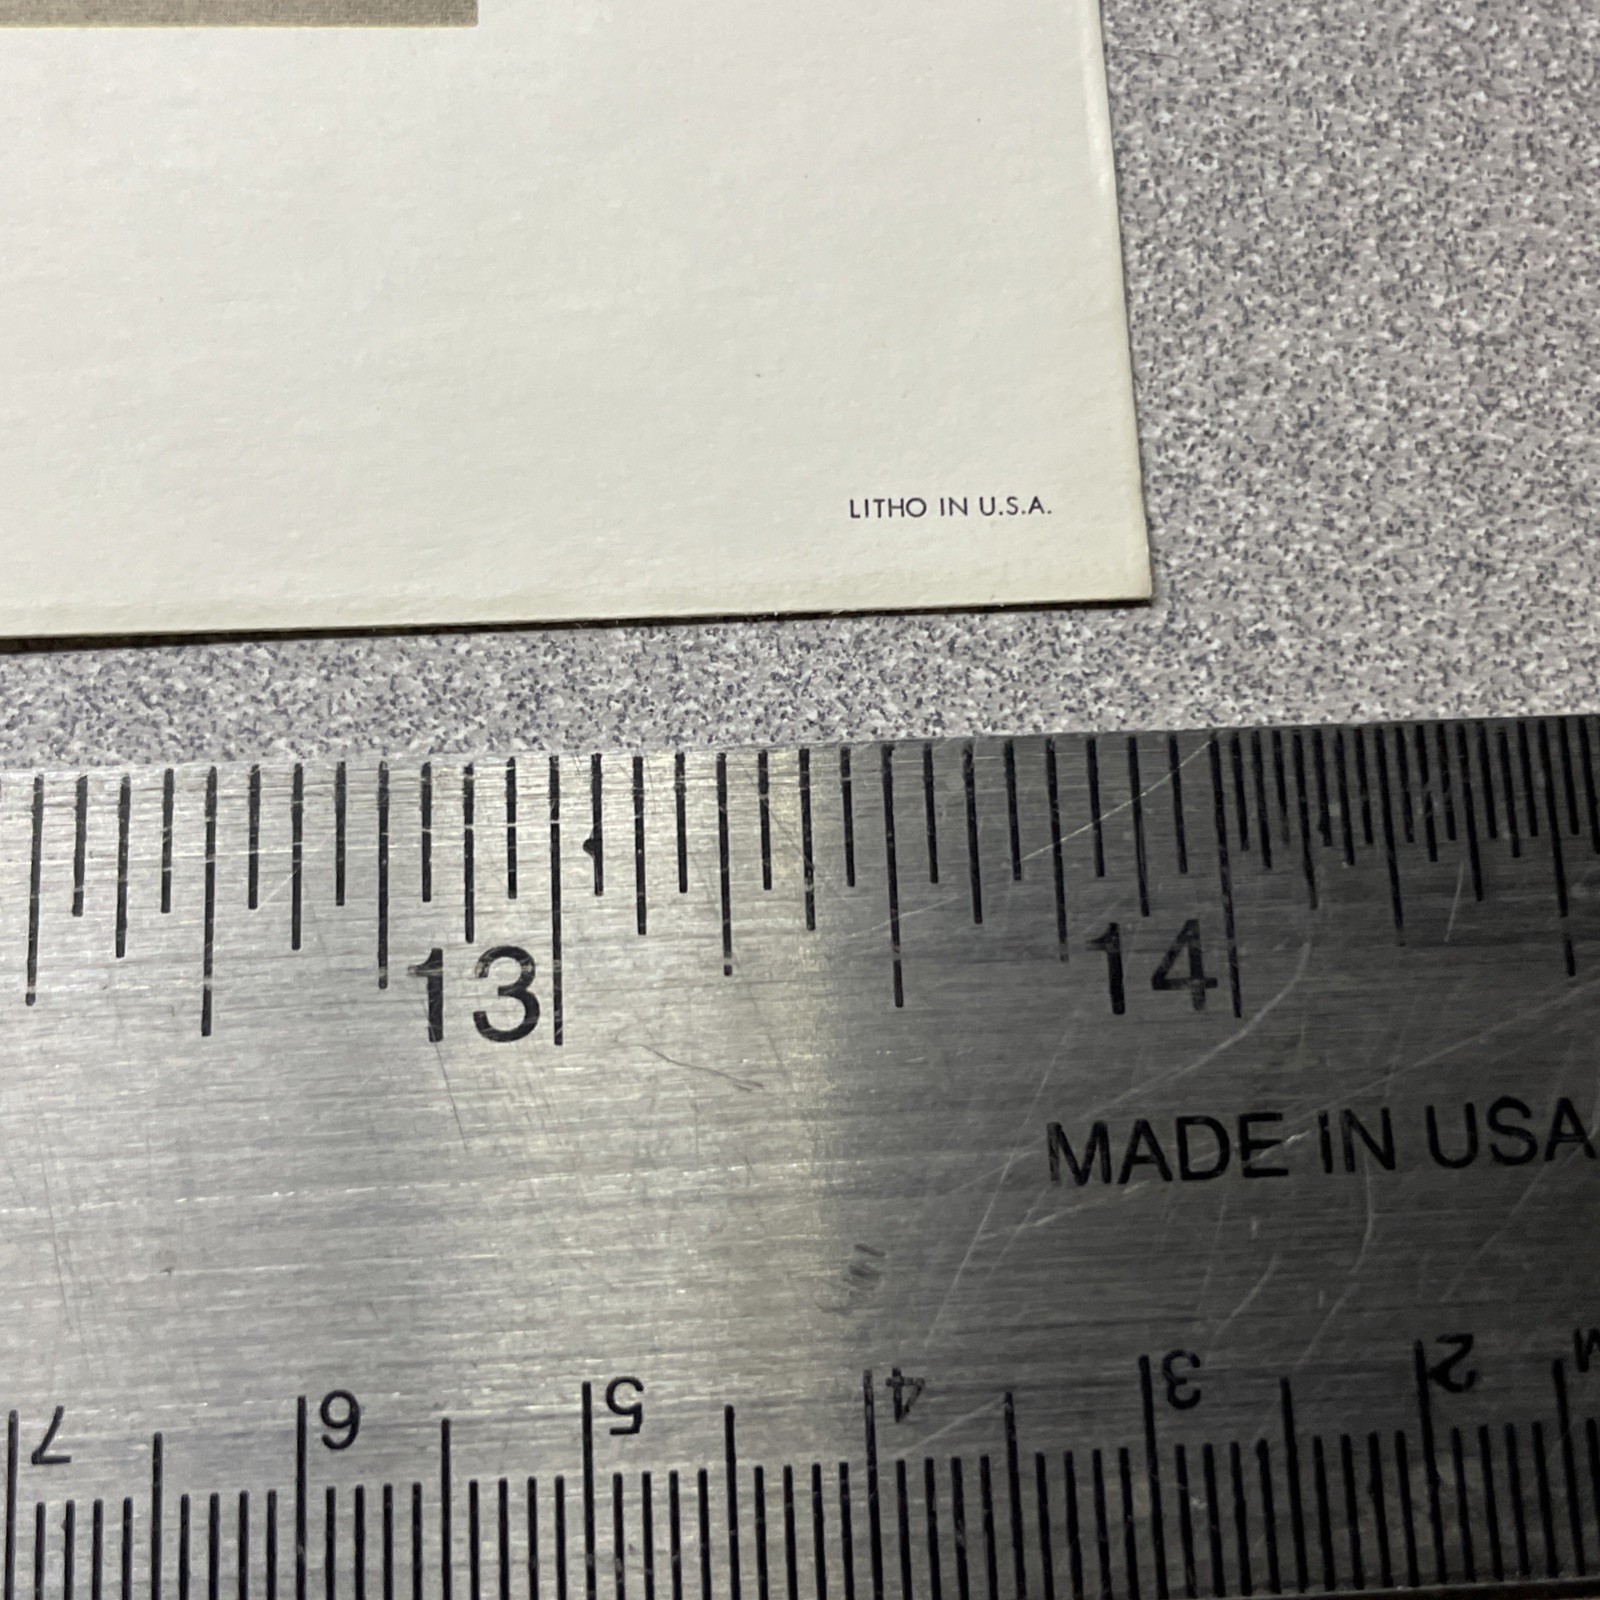 LITHO IN U.S.A.
13 14
MADE IN USA
7 6 5 4 3 2